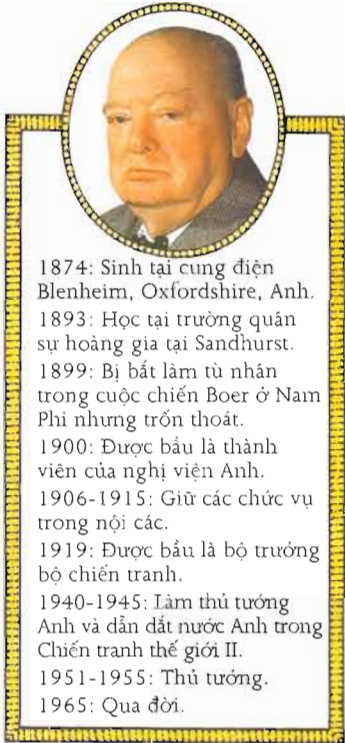 1874: Sinh tại cung điện
Blenheim, Oxfordshire, Anh.
1893: Học tại trường quân
sự hoàng gia tại Sandhurst.
1899: Bị bắt làm tù nhân
trong cuộc chiến Boer ở Nam
Phi nhưng trốn thoát.
1900: Được bầu là thành
viên của nghị viện Anh.
1906-1915: Giữ các chức vụ
trong nội các.
1919: Được bầu là bộ trưởng
bộ chiến tranh.
1940-1945: Làm thủ tướng
Anh và dẫn dắt nước Anh trong
Chiến tranh thế giới II.
1951-1955: Thủ tướng.
1965: Qua đời.